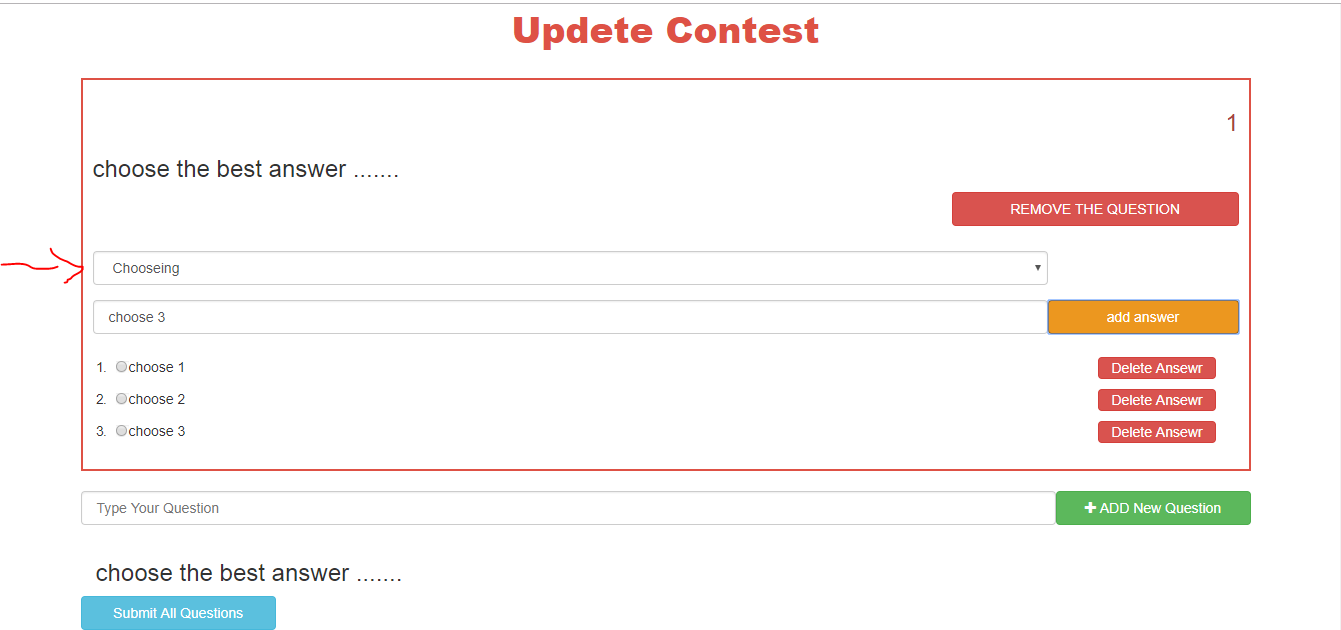 Updete Contest
1
choose the best answer .......
REMOVE THE QUESTION
Chooseing
choose 3
add answer
1. choose 1
Delete Ansewr
2. choose 2
Delete Ansewr
3. choose 3
Delete Ansewr
Type Your Question
ADD New Question
choose the best answer .......
Submit All Questions